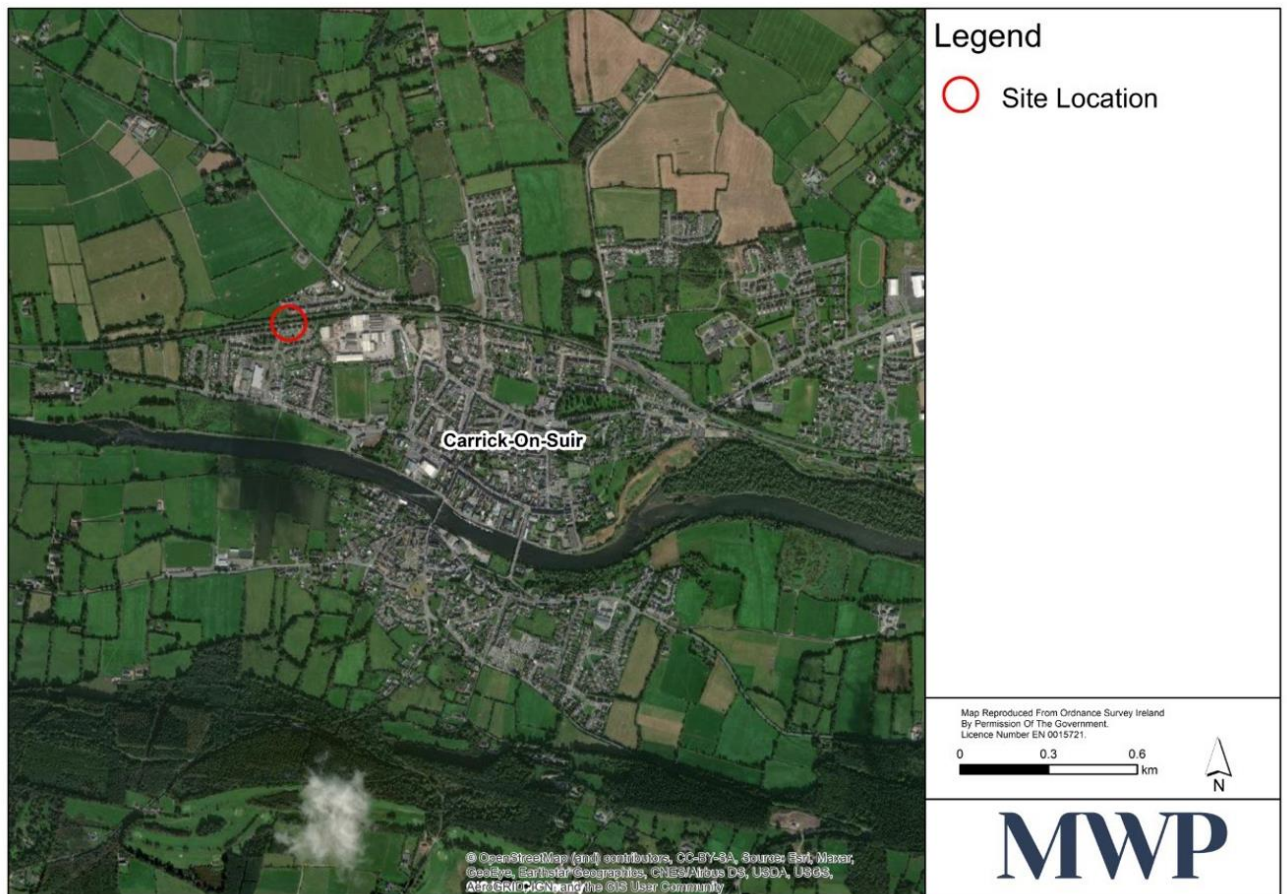 Legend
Site Location
Carrick-On-Suir
Map Reproduced From Ordnance Survey Ireland
By Permission Of The Government.
Licence Number EN 0015721.
0 0.3 0.6
km
N
© OpenStreetMap (and) contributors, CC-BY-SA, Source: Esri, Maxar,
GeoEye, Earthstar Geographics, CNES/Airbus DS, USDA, USGS,
AeroGRID, IGN, and the GIS User Community
MWP